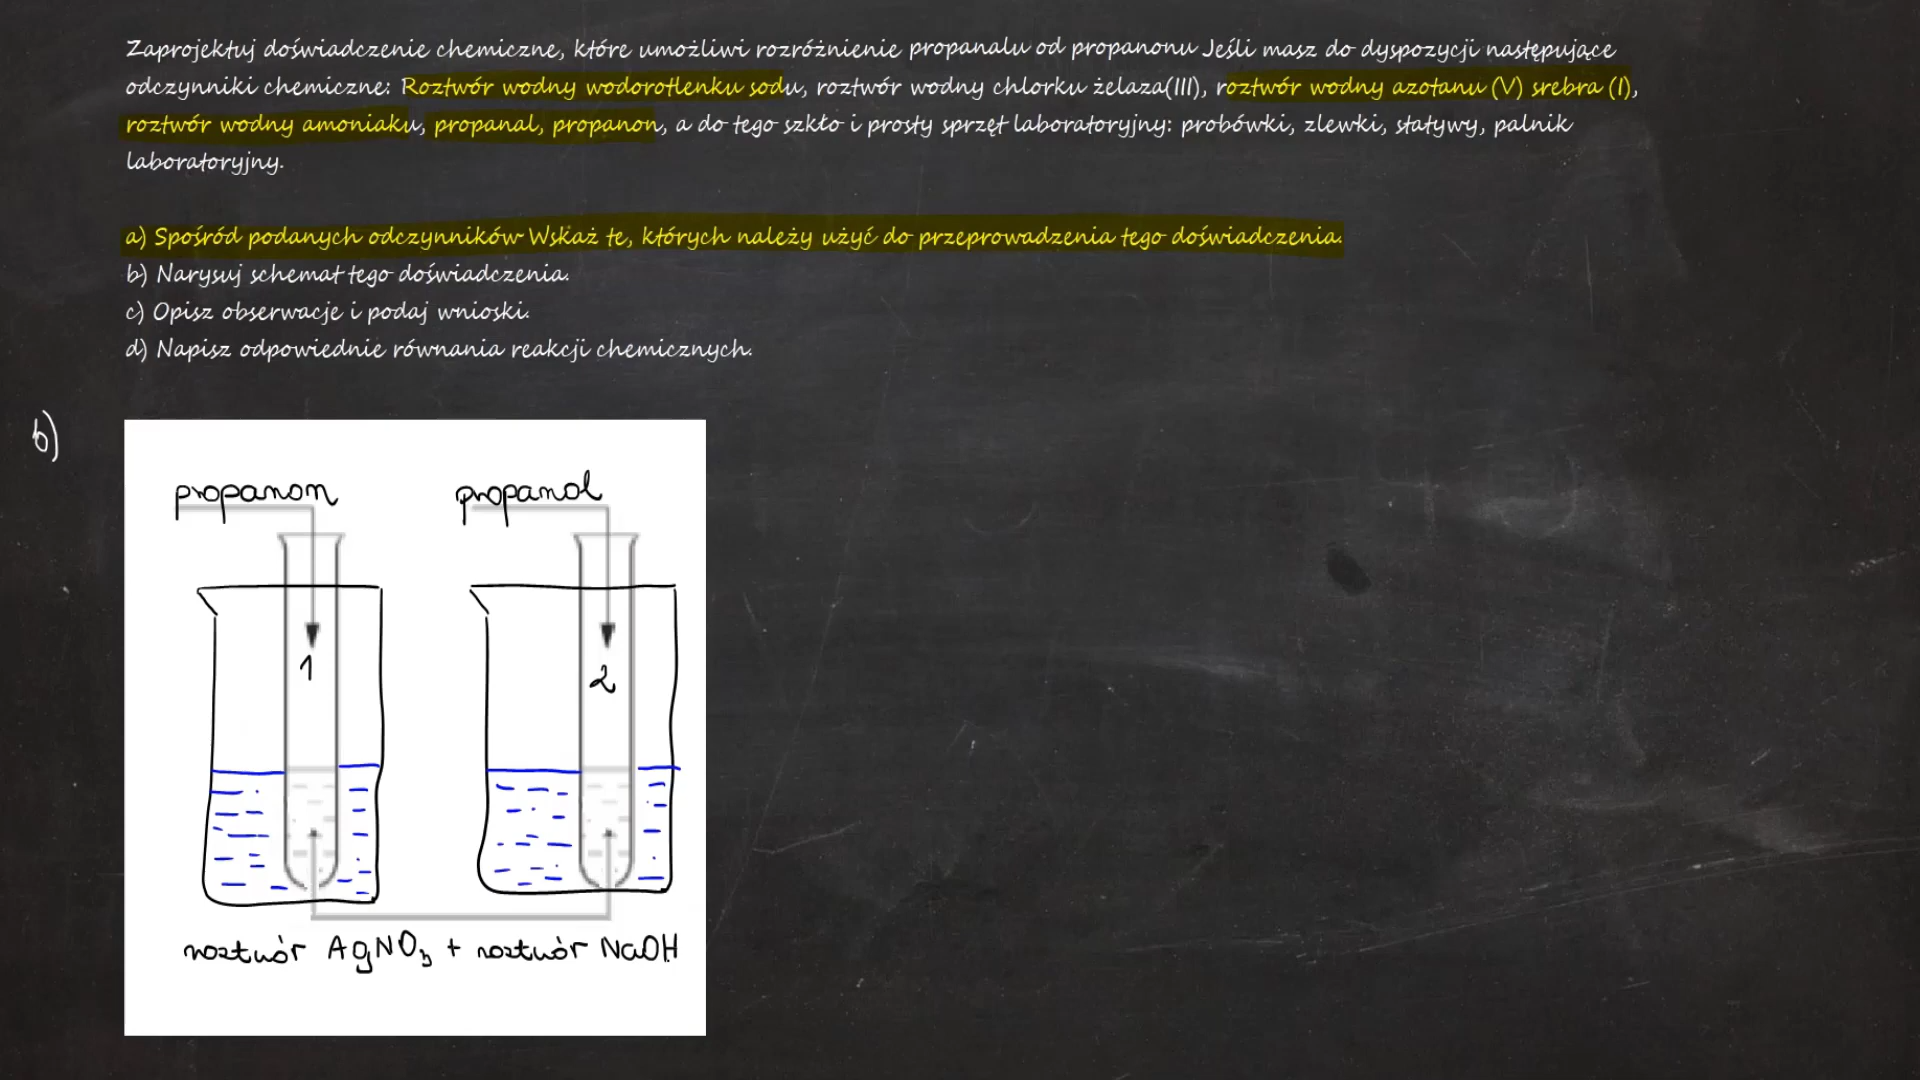 Zaprojektuj doświadczenie chemiczne, które umożliwi rozróżnienie propanalu od propanonu Jeśli masz do dyspozycji następujące
odczynniki chemiczne: Roztwór wodny wodorotlenku sodu, roztwór wodny chlorku żelaza(III), roztwór wodny azotanu (V) srebra (I),
roztwór wodny amoniaku, propanal, propanon, a do tego szkło i prosty sprzęt laboratoryjny: probówki, zlewki, statywy, palnik
laboratoryjny.
a) Spośród podanych odczynników Wskaż te, których należy użyć do przeprowadzenia tego doświadczenia.
b) Narysuj schemat tego doświadczenia.
c) Opisz obserwacje i podaj wnioski.
d) Napisz odpowiednie równania reakcji chemicznych.
b)
propanon propanal
1 2
roztwór AgNO₃ + roztwór NaOH